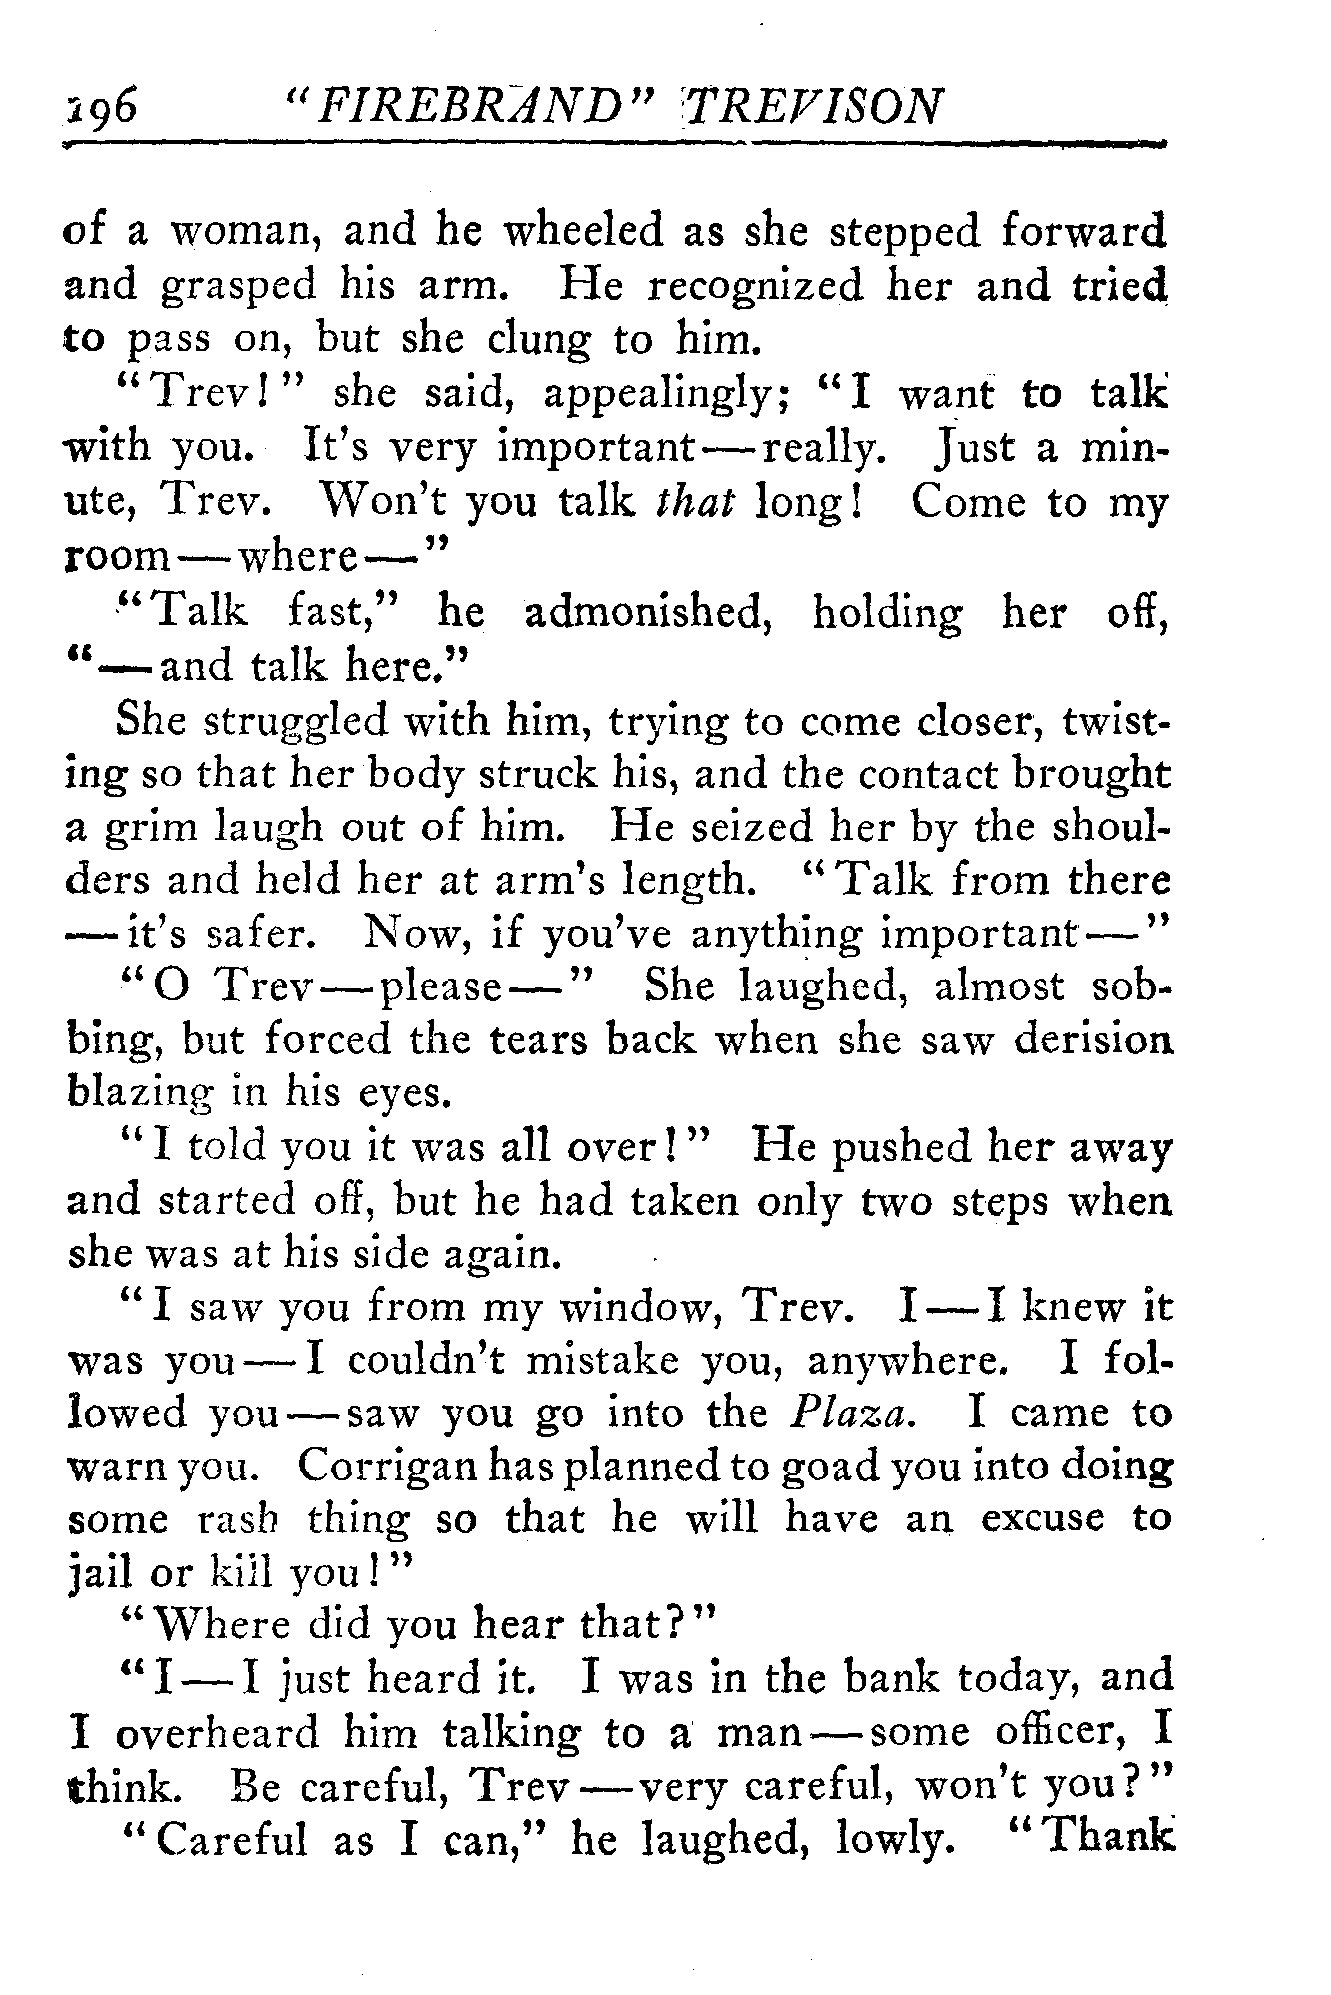 196 "FIREBRAND" TREVISON
of a woman, and he wheeled as she stepped forward
and grasped his arm. He recognized her and tried
to pass on, but she clung to him.
"Trev!" she said, appealingly; "I want to talk
with you. It's very important—really. Just a min-
ute, Trev. Won't you talk that long! Come to my
room—where—"
"Talk fast," he admonished, holding her off,
"—and talk here."
She struggled with him, trying to come closer, twist-
ing so that her body struck his, and the contact brought
a grim laugh out of him. He seized her by the shoul-
ders and held her at arm's length. "Talk from there
—it's safer. Now, if you've anything important—"
"O Trev—please—" She laughed, almost sob-
bing, but forced the tears back when she saw derision
blazing in his eyes.
"I told you it was all over!" He pushed her away
and started off, but he had taken only two steps when
she was at his side again.
"I saw you from my window, Trev. I—I knew it
was you—I couldn't mistake you, anywhere. I fol-
lowed you—saw you go into the Plaza. I came to
warn you. Corrigan has planned to goad you into doing
some rash thing so that he will have an excuse to
jail or kill you!"
"Where did you hear that?"
"I—I just heard it. I was in the bank today, and
I overheard him talking to a man—some officer, I
think. Be careful, Trev—very careful, won't you?"
"Careful as I can," he laughed, lowly. "Thank